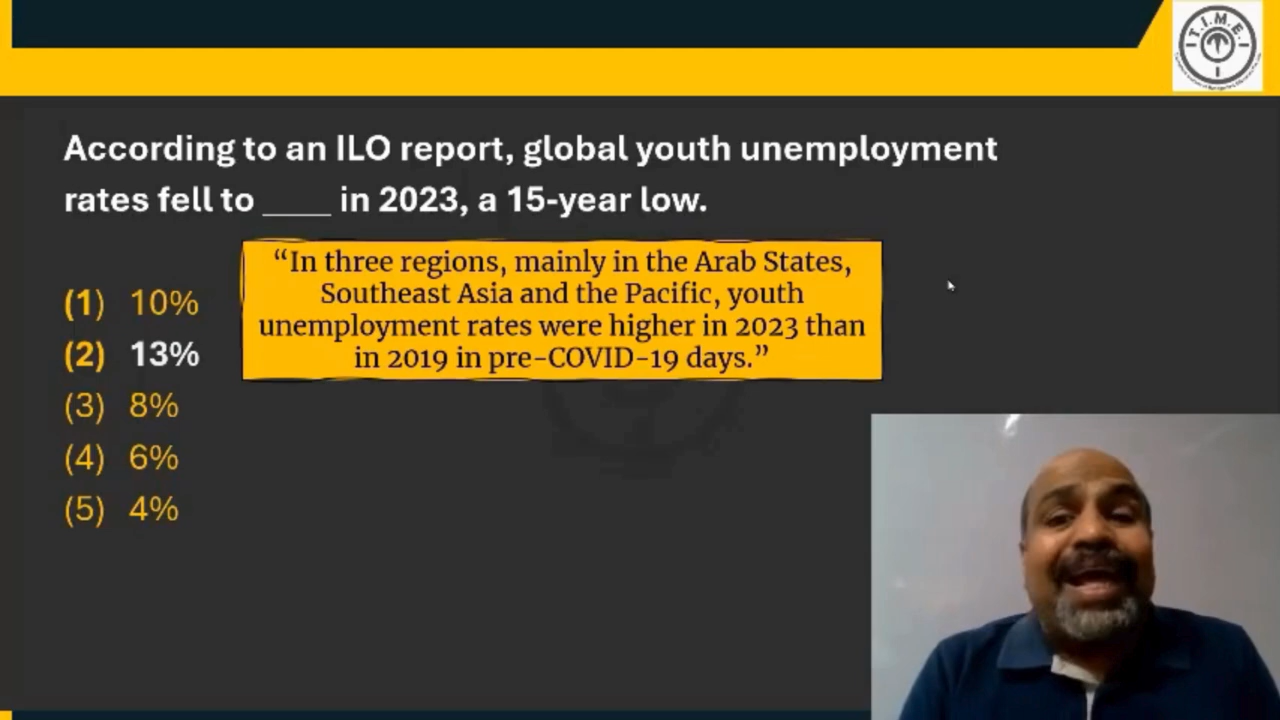 T.I.M.E.
According to an ILO report, global youth unemployment
rates fell to ____ in 2023, a 15-year low.
“In three regions, mainly in the Arab States,
Southeast Asia and the Pacific, youth
unemployment rates were higher in 2023 than
in 2019 in pre-COVID-19 days.”
(1) 10%
(2) 13%
(3) 8%
(4) 6%
(5) 4%